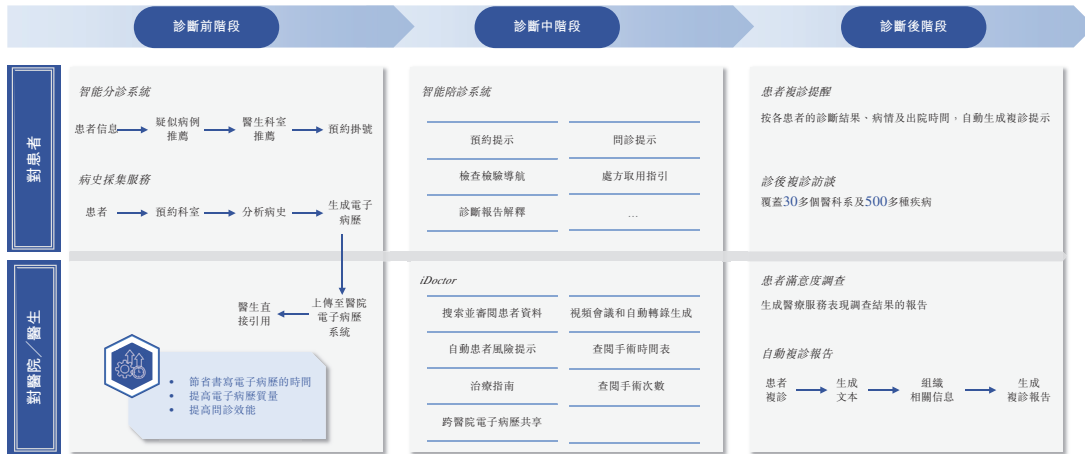 診斷前階段
診斷中階段
診斷後階段
對患者
智能分診系統
患者信息
疑似病例
推薦
醫生科室
推薦
預約掛號
病史採集服務
患者
預約科室
分析病史
生成電子
病歷
智能陪診系統
預約提示
問診提示
檢查檢驗導航
處方取用指引
診斷報告解釋
…
患者複診提醒
按各患者的診斷結果、病情及出院時間，自動生成複診提示
診後複診訪談
覆蓋30多個醫科系及500多種疾病
對醫院／醫生
上傳至醫院
電子病歷
系統
醫生直
接引用
• 節省書寫電子病歷的時間
• 提高電子病歷質量
• 提高問診效能
iDoctor
搜索並審閱患者資料
視頻會議和自動轉錄生成
自動患者風險提示
查閱手術時間表
治療指南
查閱手術次數
跨醫院電子病歷共享
患者滿意度調查
生成醫療服務表現調查結果的報告
自動複診報告
患者
複診
生成
文本
組織
相關信息
生成
複診報告